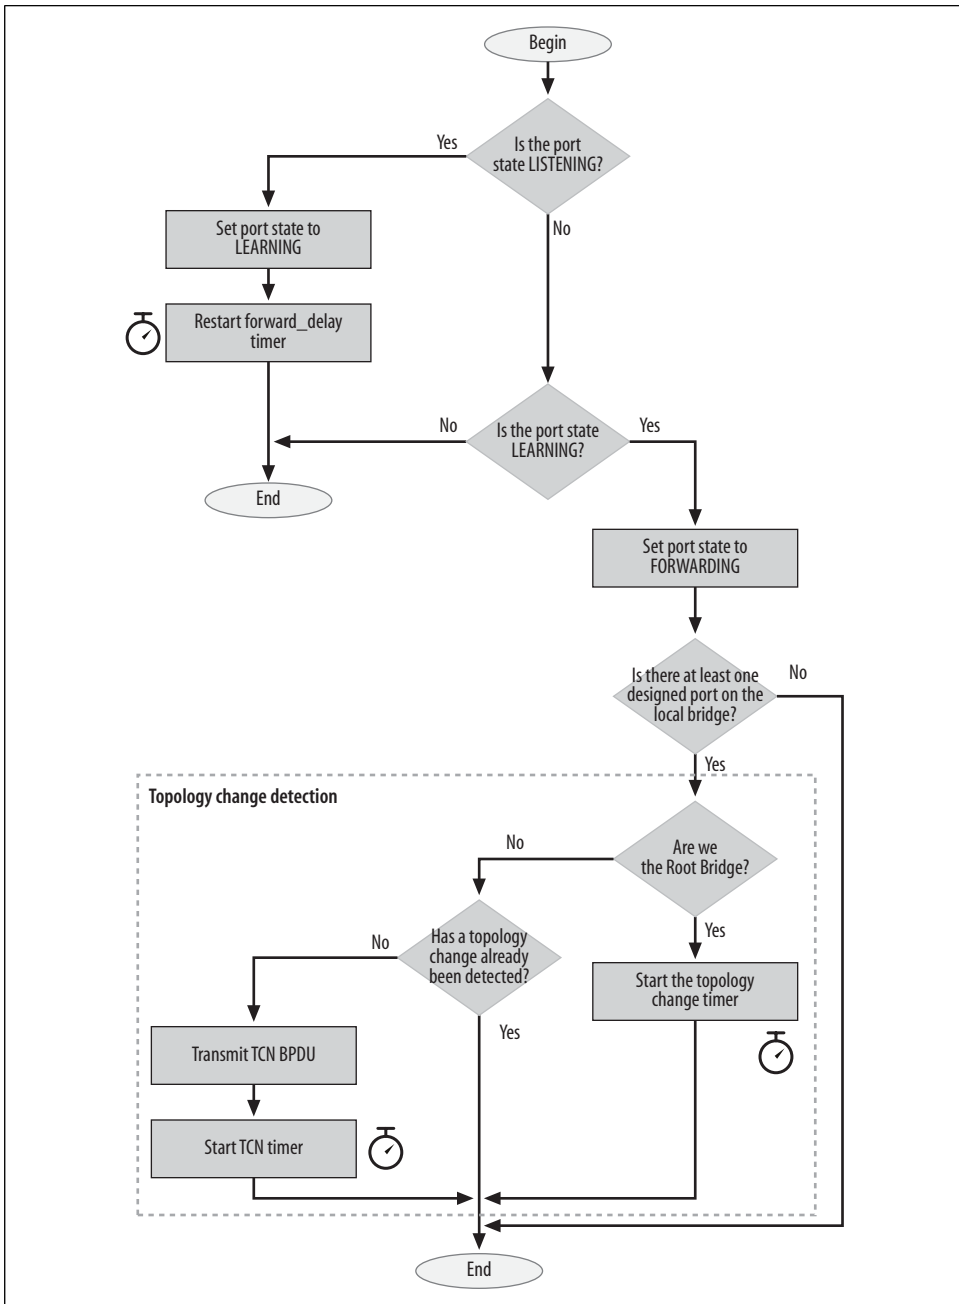 Begin
Is the port
state LISTENING?
Yes
No
Set port state to
LEARNING
Restart forward_delay
timer
Is the port state
LEARNING?
No
Yes
End
Set port state to
FORWARDING
Is there at least one
designed port on the
local bridge?
No
Yes
Topology change detection
Are we
the Root Bridge?
No
Yes
Has a topology
change already
been detected?
No
Yes
Start the topology
change timer
Transmit TCN BPDU
Start TCN timer
End